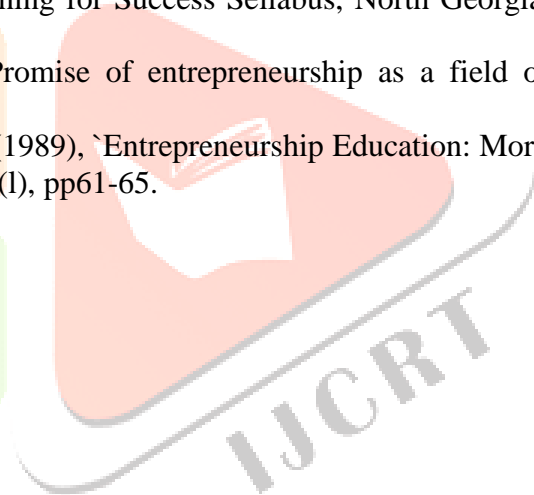 ning for Success Sellabus, North Georgia
Promise of entrepreneurship as a field o
(1989), `Entrepreneurship Education: Mor
(l), pp61-65.
IJCRT